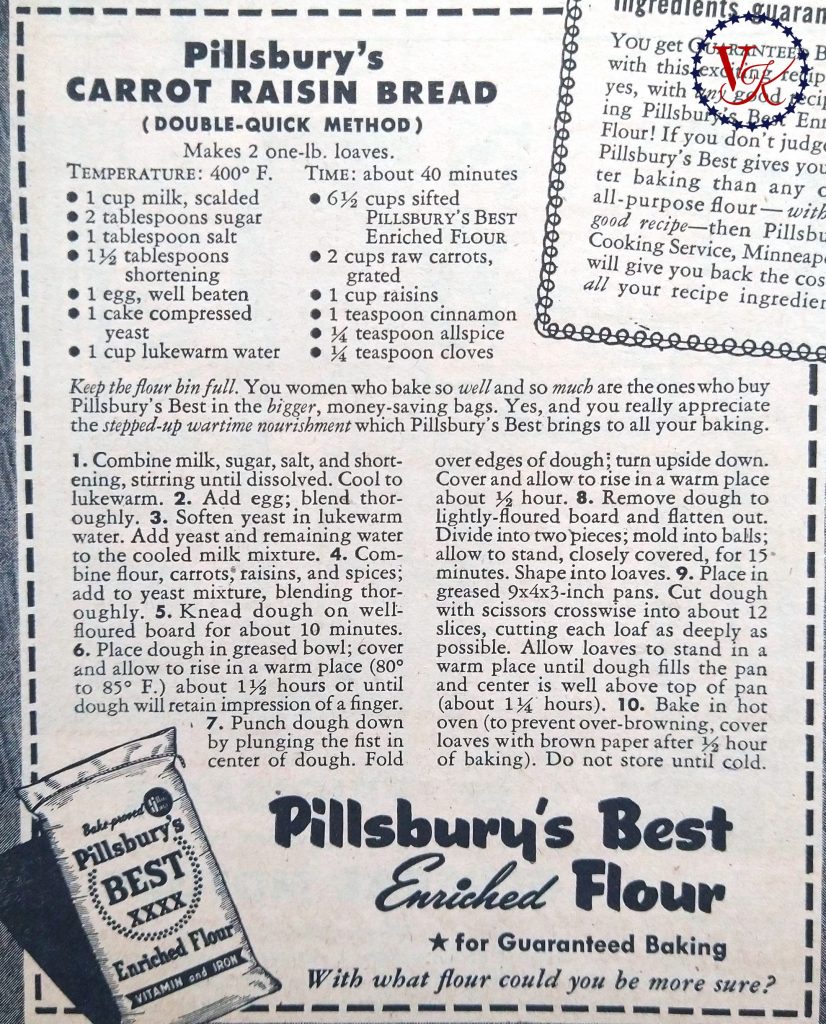 Pillsbury's
CARROT RAISIN BREAD
(DOUBLE-QUICK METHOD)
Makes 2 one-lb. loaves.
TEMPERATURE: 400° F.
TIME: about 40 minutes
● 1 cup milk, scalded
● 2 tablespoons sugar
● 1 tablespoon salt
● 1½ tablespoons
shortening
● 1 egg, well beaten
● 1 cake compressed
yeast
● 1 cup lukewarm water
● 6½ cups sifted
PILLSBURY'S BEST
Enriched FLOUR
● 2 cups raw carrots,
grated
● 1 cup raisins
● 1 teaspoon cinnamon
● ¼ teaspoon allspice
● ¼ teaspoon cloves
ingredients guaran
YOU get GUARANTEED B
with this exciting recip
yes, with any good recip
ing Pillsbury's Best Enr
Flour! If you don't judge
Pillsbury's Best gives you
ter baking than any o
all-purpose flour—with
good recipe—then Pillsbu
Cooking Service, Minneap
will give you back the cos
all your recipe ingredien
VOK
Keep the flour bin full. You women who bake so well and so much are the ones who buy
Pillsbury's Best in the bigger, money-saving bags. Yes, and you really appreciate
the stepped-up wartime nourishment which Pillsbury's Best brings to all your baking.
1. Combine milk, sugar, salt, and short-
ening, stirring until dissolved. Cool to
lukewarm. 2. Add egg; blend thor-
oughly. 3. Soften yeast in lukewarm
water. Add yeast and remaining water
to the cooled milk mixture. 4. Com-
bine flour, carrots, raisins, and spices;
add to yeast mixture, blending thor-
oughly. 5. Knead dough on well-
floured board for about 10 minutes.
6. Place dough in greased bowl; cover
and allow to rise in a warm place (80°
to 85° F.) about 1½ hours or until
dough will retain impression of a finger.
7. Punch dough down
by plunging the fist in
center of dough. Fold
over edges of dough; turn upside down.
Cover and allow to rise in a warm place
about ½ hour. 8. Remove dough to
lightly-floured board and flatten out.
Divide into two pieces; mold into balls;
allow to stand, closely covered, for 15
minutes. Shape into loaves. 9. Place in
greased 9x4x3-inch pans. Cut dough
with scissors crosswise into about 12
slices, cutting each loaf as deeply as
possible. Allow loaves to stand in a
warm place until dough fills the pan
and center is well above top of pan
(about 1¼ hours). 10. Bake in hot
oven (to prevent over-browning, cover
loaves with brown paper after ½ hour
of baking). Do not store until cold.
Bake-proved
Pillsbury's
BEST
XXXX
Enriched Flour
VITAMIN and IRON
Pillsbury's Best
Enriched Flour
★ for Guaranteed Baking
With what flour could you be more sure?